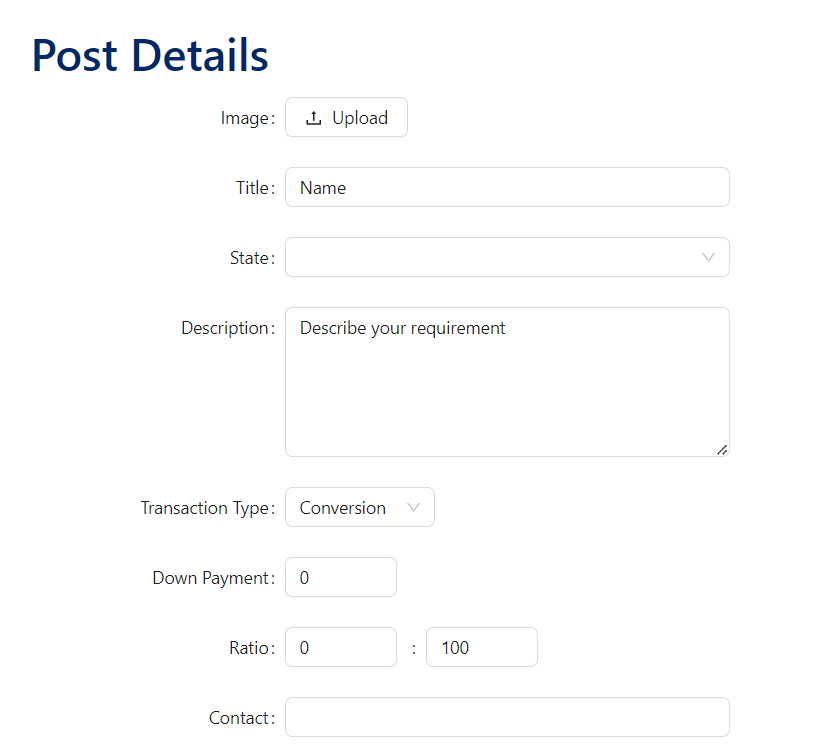 Post Details
Image: Upload
Title: Name
State:
Description: Describe your requirement
Transaction Type: Conversion
Down Payment: 0
Ratio: 0 : 100
Contact: